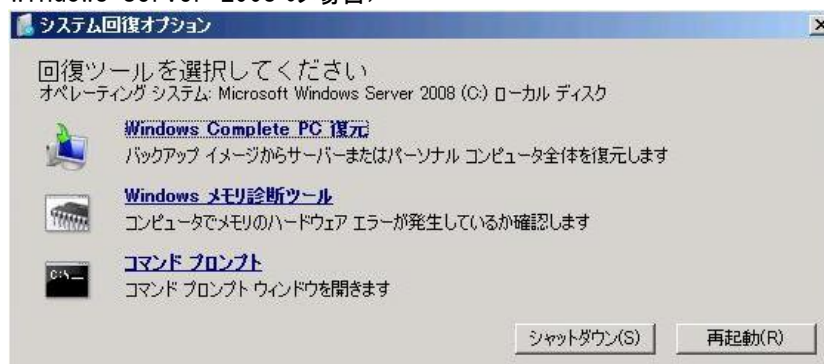 システム回復オプション
回復ツールを選択してください
オペレーティング システム: Microsoft Windows Server 2008 (C:) ローカル ディスク
Windows Complete PC 復元
バックアップ イメージからサーバーまたはパーソナル コンピュータ全体を復元します
Windows メモリ診断ツール
コンピュータでメモリのハードウェア エラーが発生しているか確認します
C:\
コマンド プロンプト
コマンド プロンプト ウィンドウを開きます
シャットダウン(S) 再起動(R)